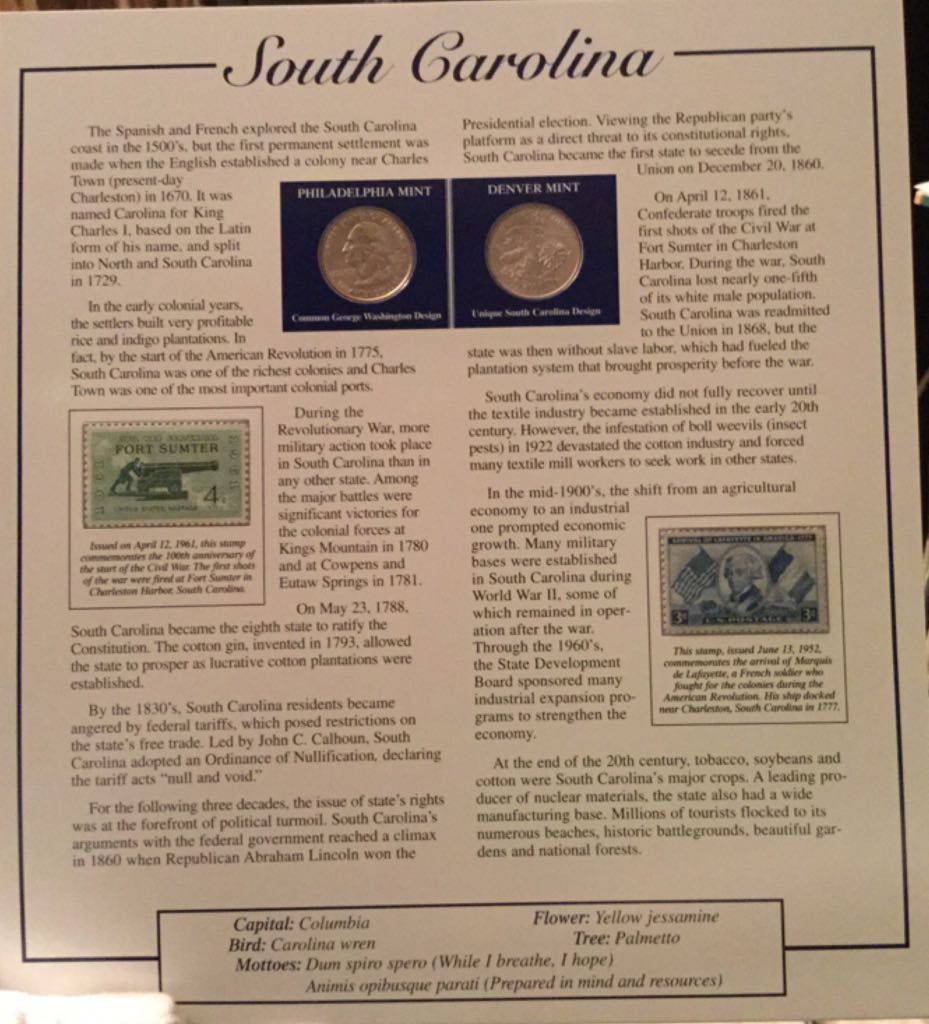 South Carolina
The Spanish and French explored the South Carolina
coast in the 1500's, but the first permanent settlement was
made when the English established a colony near Charles
Town (present-day
Charleston) in 1670. It was
named Carolina for King
Charles I, based on the Latin
form of his name, and split
into North and South Carolina
in 1729.
In the early colonial years,
the settlers built very profitable
rice and indigo plantations. In
fact, by the start of the American Revolution in 1775,
South Carolina was one of the richest colonies and Charles
Town was one of the most important colonial ports.
PHILADELPHIA MINT
Common George Washington Design
DENVER MINT
Unique South Carolina Design
FORT SUMTER
4c
UNITED STATES POSTAGE
Issued on April 12, 1961, this stamp
commemorates the 100th anniversary of
the start of the Civil War. The first shots
of the war were fired at Fort Sumter in
Charleston Harbor, South Carolina.
During the
Revolutionary War, more
military action took place
in South Carolina than in
any other state. Among
the major battles were
significant victories for
the colonial forces at
Kings Mountain in 1780
and at Cowpens and
Eutaw Springs in 1781.
On May 23, 1788,
South Carolina became the eighth state to ratify the
Constitution. The cotton gin, invented in 1793, allowed
the state to prosper as lucrative cotton plantations were
established.
By the 1830's, South Carolina residents became
angered by federal tariffs, which posed restrictions on
the state's free trade. Led by John C. Calhoun, South
Carolina adopted an Ordinance of Nullification, declaring
the tariff acts "null and void."
For the following three decades, the issue of state's rights
was at the forefront of political turmoil. South Carolina's
arguments with the federal government reached a climax
in 1860 when Republican Abraham Lincoln won the
Presidential election. Viewing the Republican party's
platform as a direct threat to its constitutional rights,
South Carolina became the first state to secede from the
Union on December 20, 1860.
On April 12, 1861,
Confederate troops fired the
first shots of the Civil War at
Fort Sumter in Charleston
Harbor. During the war, South
Carolina lost nearly one-fifth
of its white male population.
South Carolina was readmitted
to the Union in 1868, but the
state was then without slave labor, which had fueled the
plantation system that brought prosperity before the war.
South Carolina's economy did not fully recover until
the textile industry became established in the early 20th
century. However, the infestation of boll weevils (insect
pests) in 1922 devastated the cotton industry and forced
many textile mill workers to seek work in other states.
In the mid-1900's, the shift from an agricultural
economy to an industrial
one prompted economic
growth. Many military
bases were established
in South Carolina during
World War II, some of
which remained in oper-
ation after the war.
Through the 1960's,
the State Development
Board sponsored many
industrial expansion pro-
grams to strengthen the
economy.
ARRIVAL OF LAFAYETTE IN AMERICA 1777
3c 3c
U.S. POSTAGE
This stamp, issued June 13, 1952,
commemorates the arrival of Marquis
de Lafayette, a French soldier who
fought for the colonies during the
American Revolution. His ship docked
near Charleston, South Carolina in 1777.
At the end of the 20th century, tobacco, soybeans and
cotton were South Carolina's major crops. A leading pro-
ducer of nuclear materials, the state also had a wide
manufacturing base. Millions of tourists flocked to its
numerous beaches, historic battlegrounds, beautiful gar-
dens and national forests.
Capital: Columbia
Flower: Yellow jessamine
Bird: Carolina wren
Tree: Palmetto
Mottoes: Dum spiro spero (While I breathe, I hope)
Animis opibusque parati (Prepared in mind and resources)